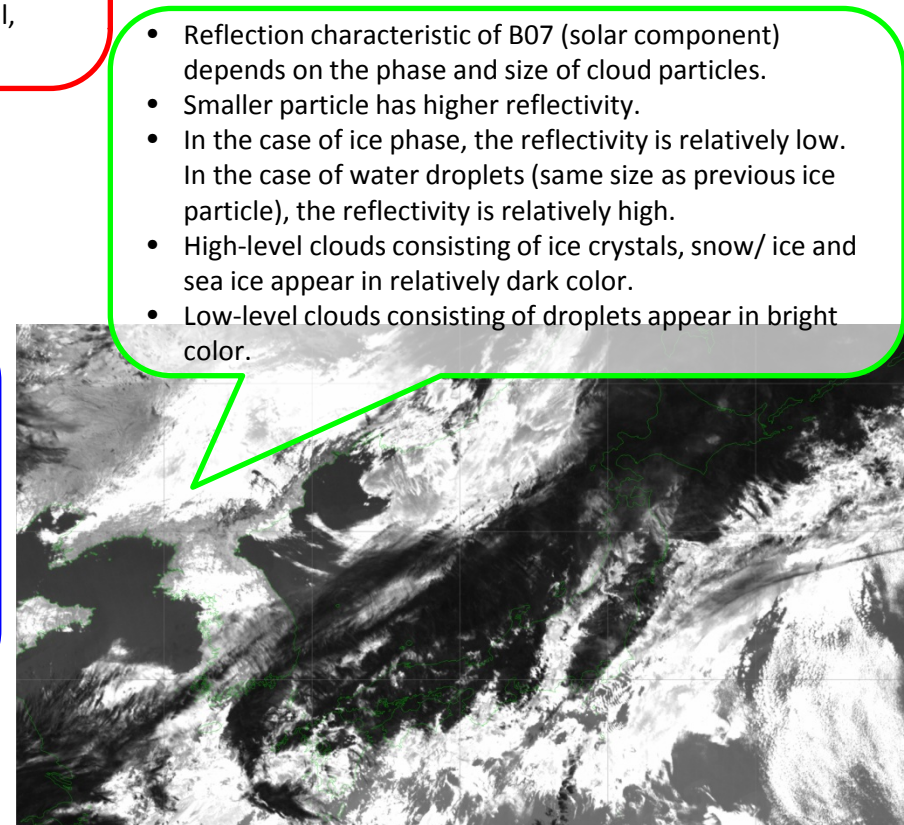 l,
• Reflection characteristic of B07 (solar component)
depends on the phase and size of cloud particles.
• Smaller particle has higher reflectivity.
• In the case of ice phase, the reflectivity is relatively low.
In the case of water droplets (same size as previous ice
particle), the reflectivity is relatively high.
• High-level clouds consisting of ice crystals, snow/ ice and
sea ice appear in relatively dark color.
• Low-level clouds consisting of droplets appear in bright
color.